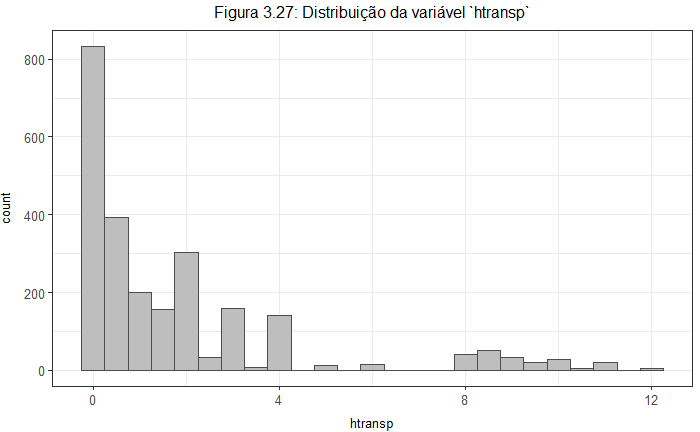 Figura 3.27: Distribuição da variável `htransp`
800
600
400
200
0
count
0 4 8 12
htransp